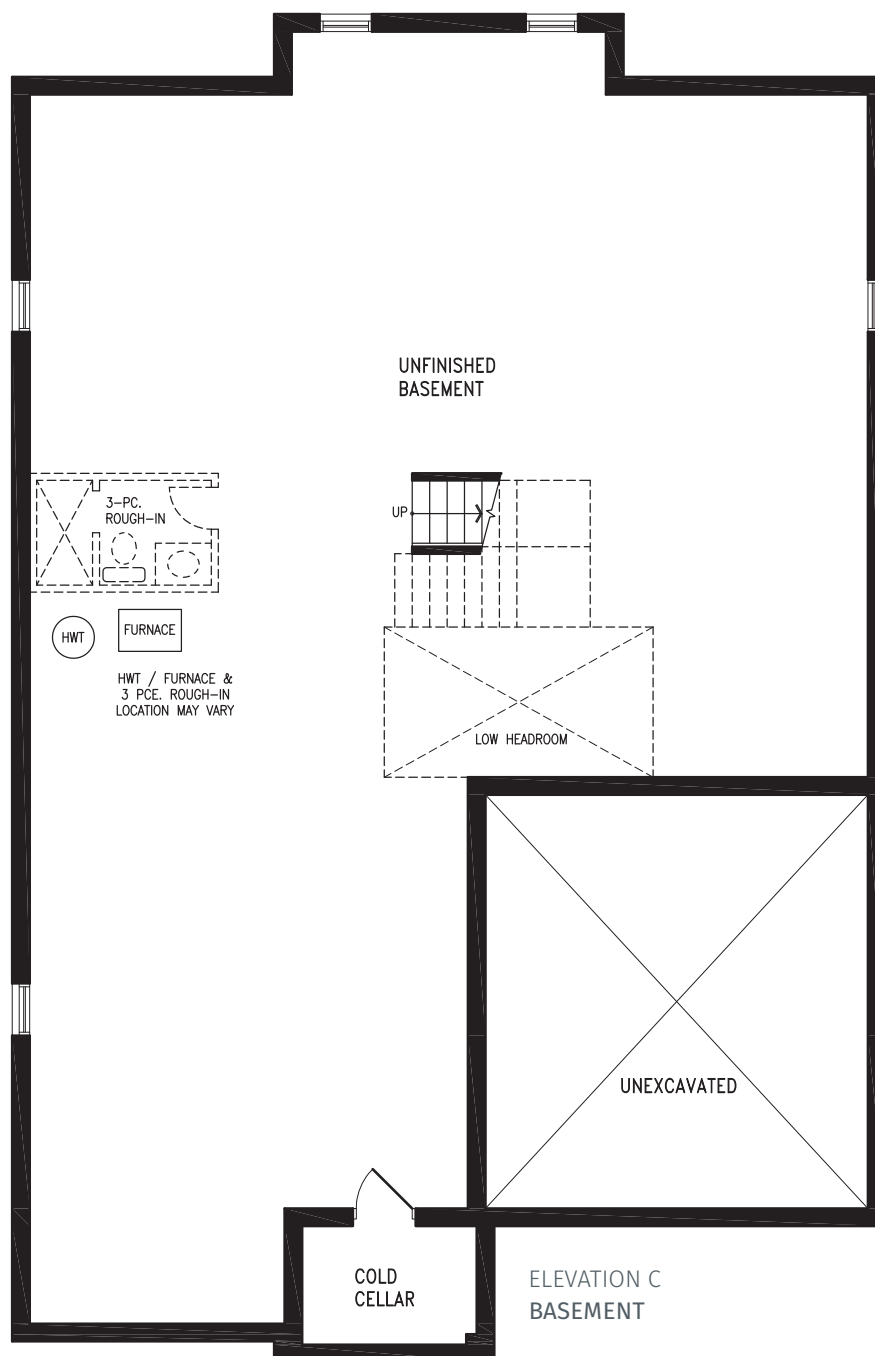 UNFINISHED
BASEMENT
3-PC.
ROUGH-IN
UP
HWT
FURNACE
HWT / FURNACE &
3 PCE. ROUGH-IN
LOCATION MAY VARY
LOW HEADROOM
UNEXCAVATED
COLD
CELLAR
ELEVATION C
BASEMENT